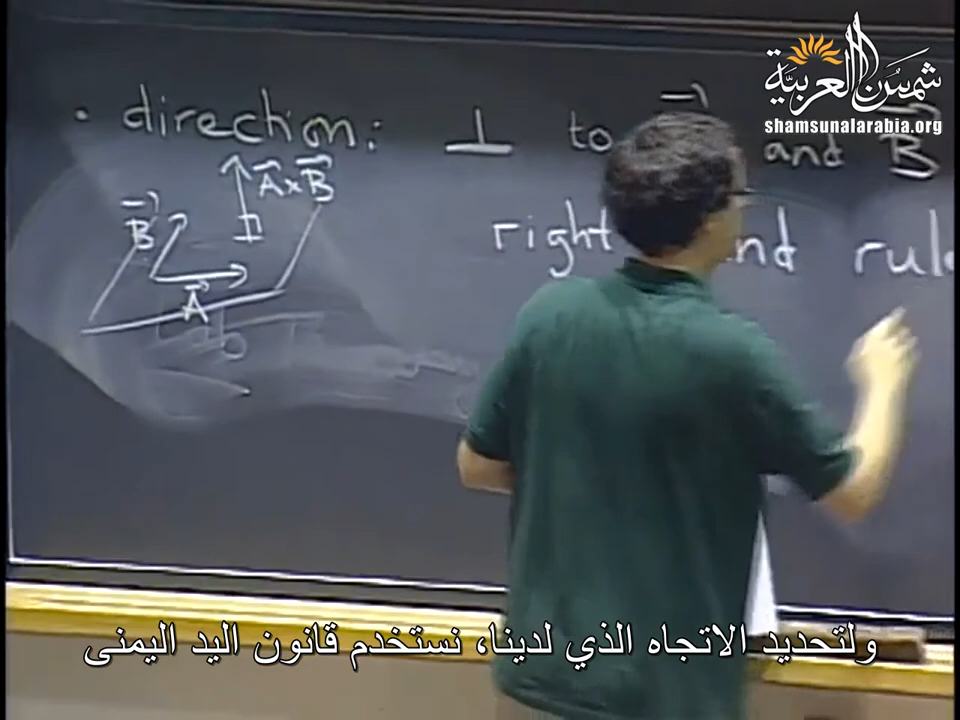 شمس العربية
shamsunalarabia.org
• direction: ⊥ to and B
A×B
B
A
right nd rul
ولتحديد الاتجاه الذي لدينا، نستخدم قانون اليد اليمنى